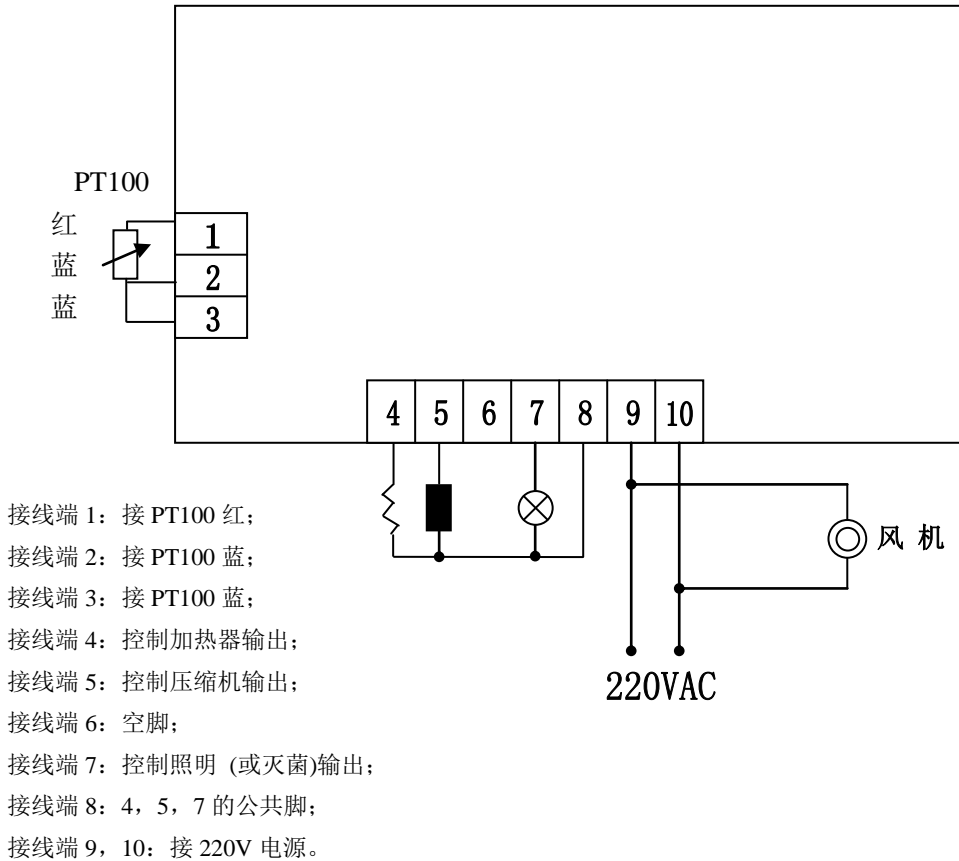 PT100
红
蓝
蓝
1
2
3
4 5 6 7 8 9 10
风 机
220VAC
接线端 1：接 PT100 红；
接线端 2：接 PT100 蓝；
接线端 3：接 PT100 蓝；
接线端 4：控制加热器输出；
接线端 5：控制压缩机输出；
接线端 6：空脚；
接线端 7：控制照明 (或灭菌)输出；
接线端 8：4，5，7 的公共脚；
接线端 9，10：接 220V 电源。